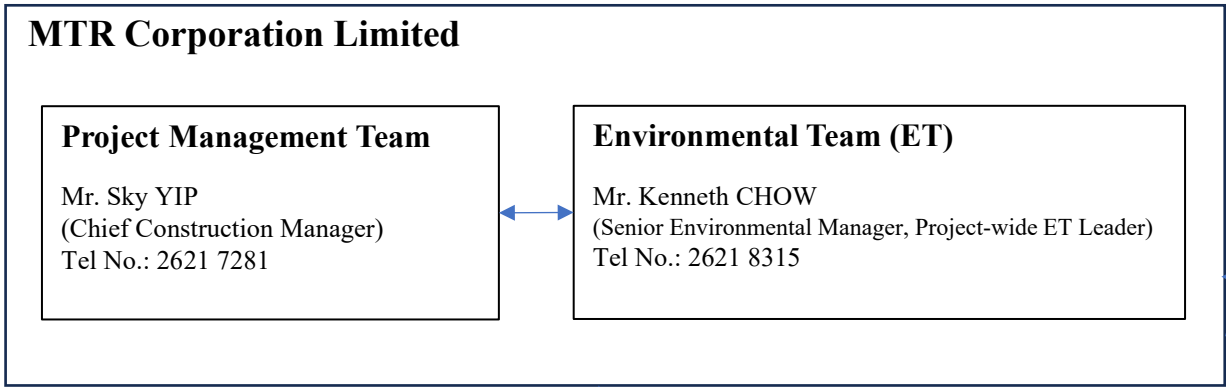 MTR Corporation Limited
Project Management Team
Mr. Sky YIP
(Chief Construction Manager)
Tel No.: 2621 7281
Environmental Team (ET)
Mr. Kenneth CHOW
(Senior Environmental Manager, Project-wide ET Leader)
Tel No.: 2621 8315